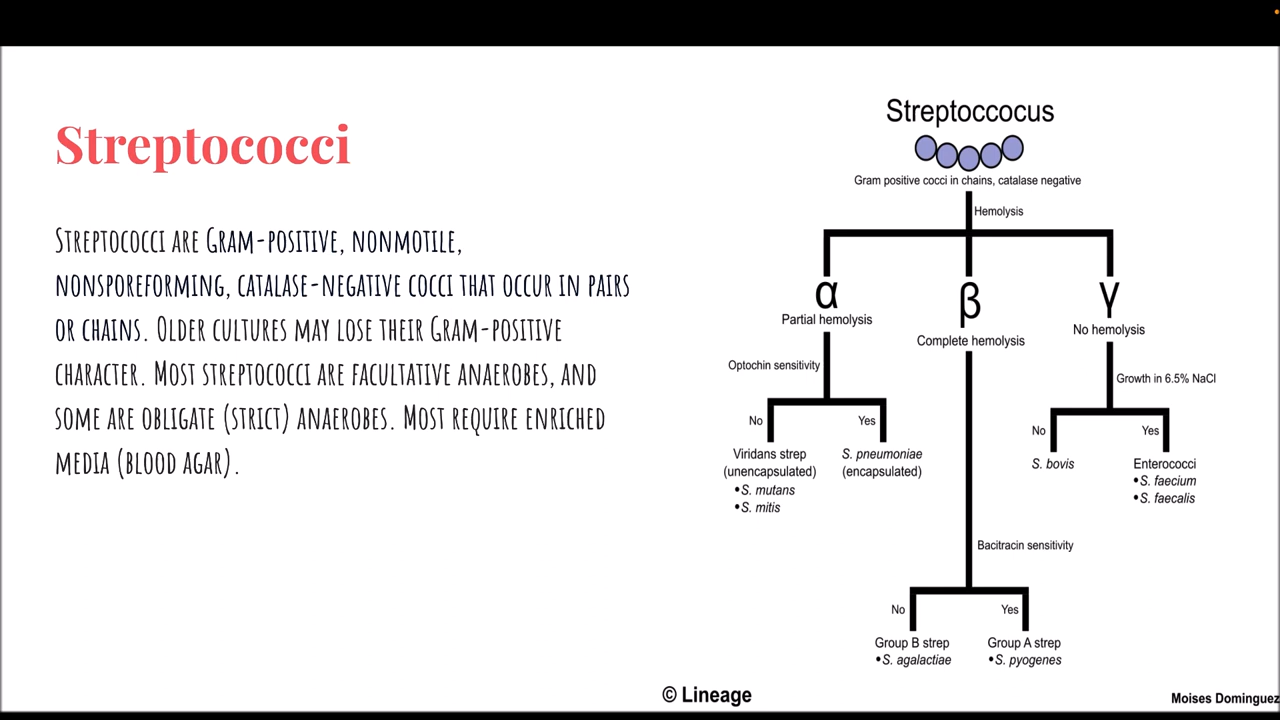 Streptococci
Streptococci are Gram-positive, nonmotile,
nonsporeforming, catalase-negative cocci that occur in pairs
or chains. Older cultures may lose their Gram-positive
character. Most streptococci are facultative anaerobes, and
some are obligate (strict) anaerobes. Most require enriched
media (blood agar).
Streptoccocus
Gram positive cocci in chains, catalase negative
Hemolysis
α
Partial hemolysis
β
Complete hemolysis
γ
No hemolysis
Optochin sensitivity
No
Yes
Viridans strep
(unencapsulated)
•S. mutans
•S. mitis
S. pneumoniae
(encapsulated)
Growth in 6.5% NaCl
No
Yes
S. bovis
Enterococci
•S. faecium
•S. faecalis
Bacitracin sensitivity
No
Yes
Group B strep
•S. agalactiae
Group A strep
•S. pyogenes
© Lineage
Moises Dominguez